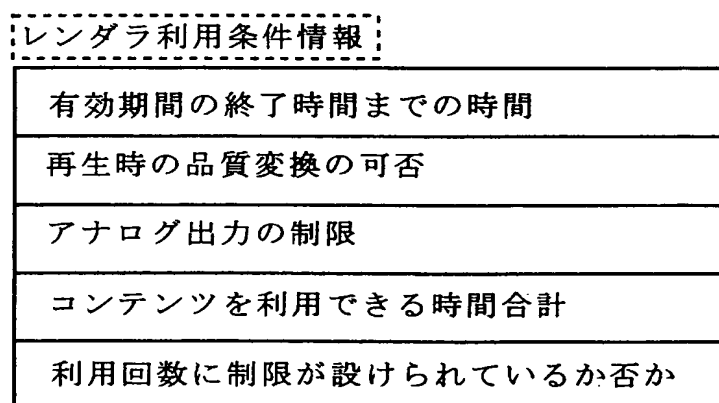 レンダラ利用条件情報
有効期間の終了時間までの時間
再生時の品質変換の可否
アナログ出力の制限
コンテンツを利用できる時間合計
利用回数に制限が設けられているか否か